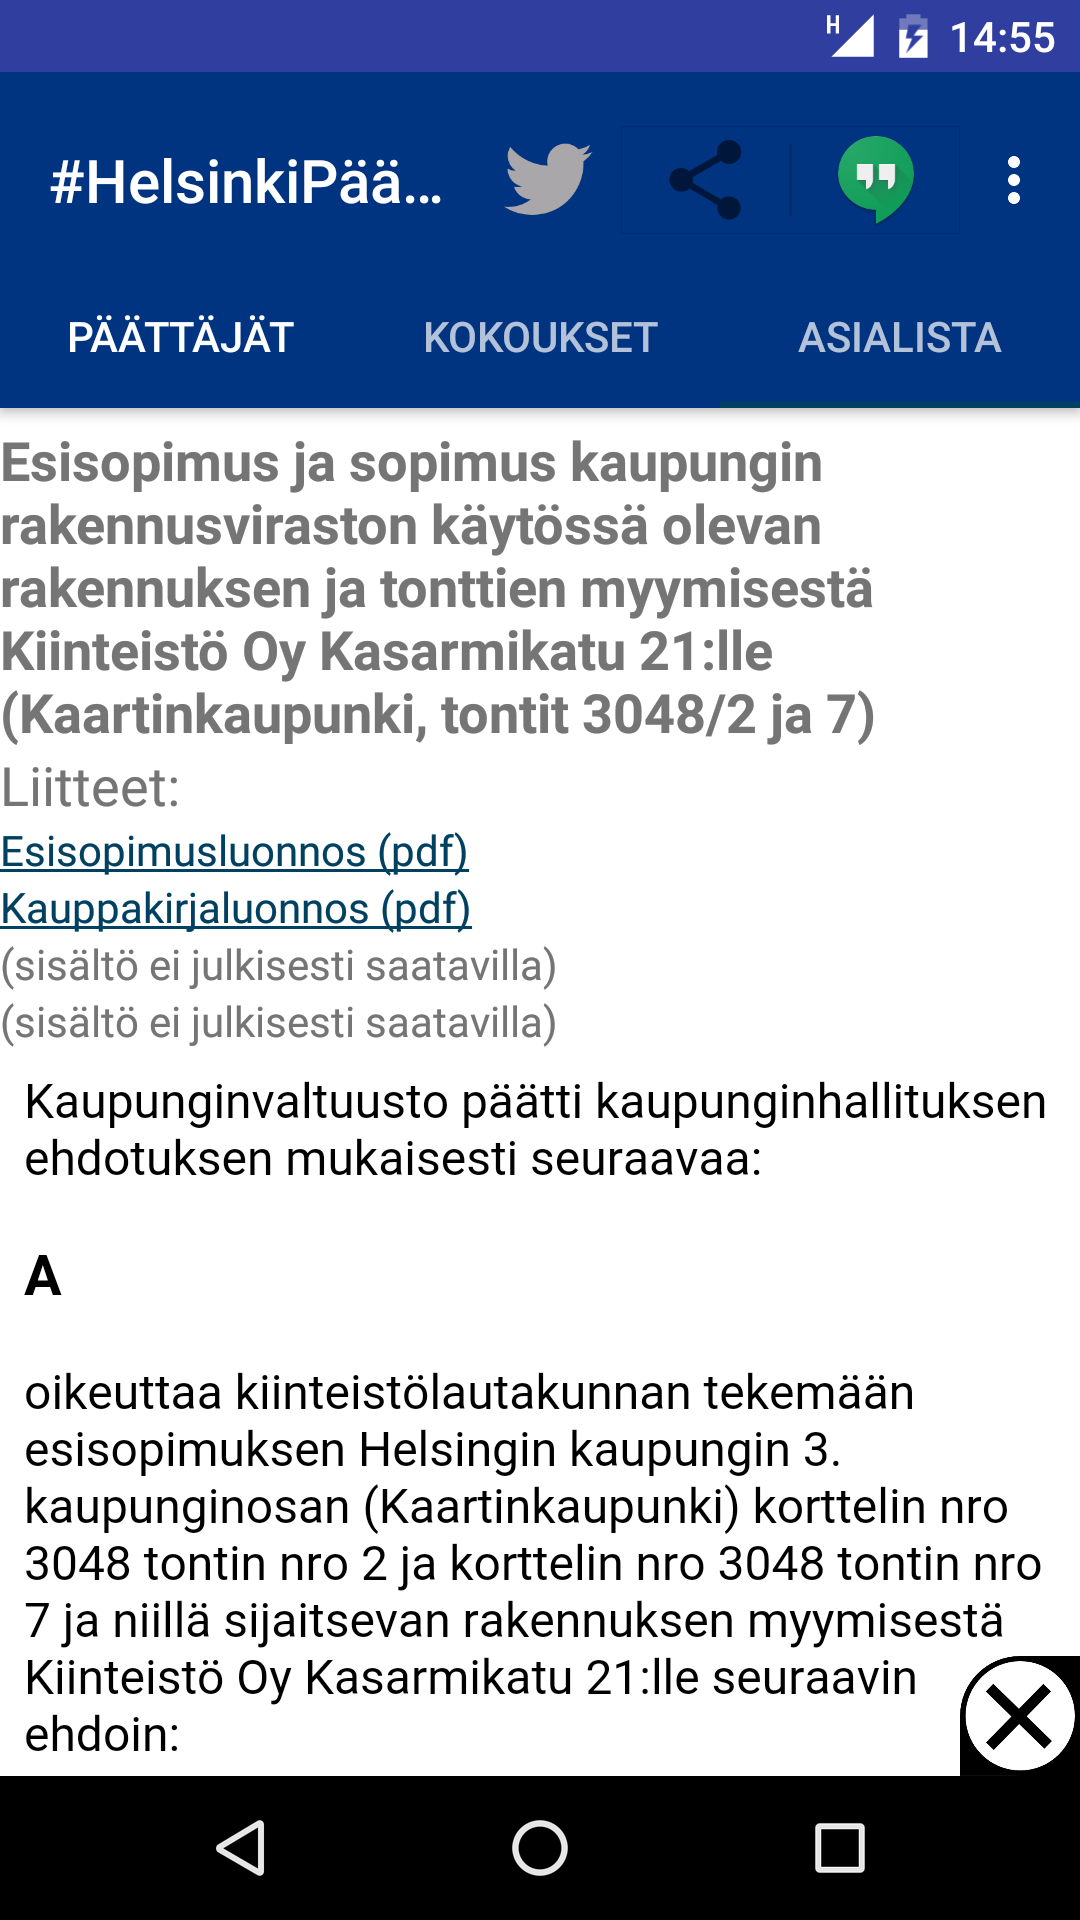 H 14:55
#HelsinkiPää…
PÄÄTTÄJÄT KOKOUKSET ASIALISTA
Esisopimus ja sopimus kaupungin
rakennusviraston käytössä olevan
rakennuksen ja tonttien myymisestä
Kiinteistö Oy Kasarmikatu 21:lle
(Kaartinkaupunki, tontit 3048/2 ja 7)
Liitteet:
Esisopimusluonnos (pdf)
Kauppakirjaluonnos (pdf)
(sisältö ei julkisesti saatavilla)
(sisältö ei julkisesti saatavilla)
Kaupunginvaltuusto päätti kaupunginhallituksen
ehdotuksen mukaisesti seuraavaa:
A
oikeuttaa kiinteistölautakunnan tekemään
esisopimuksen Helsingin kaupungin 3.
kaupunginosan (Kaartinkaupunki) korttelin nro
3048 tontin nro 2 ja korttelin nro 3048 tontin nro
7 ja niillä sijaitsevan rakennuksen myymisestä
Kiinteistö Oy Kasarmikatu 21:lle seuraavin
ehdoin: